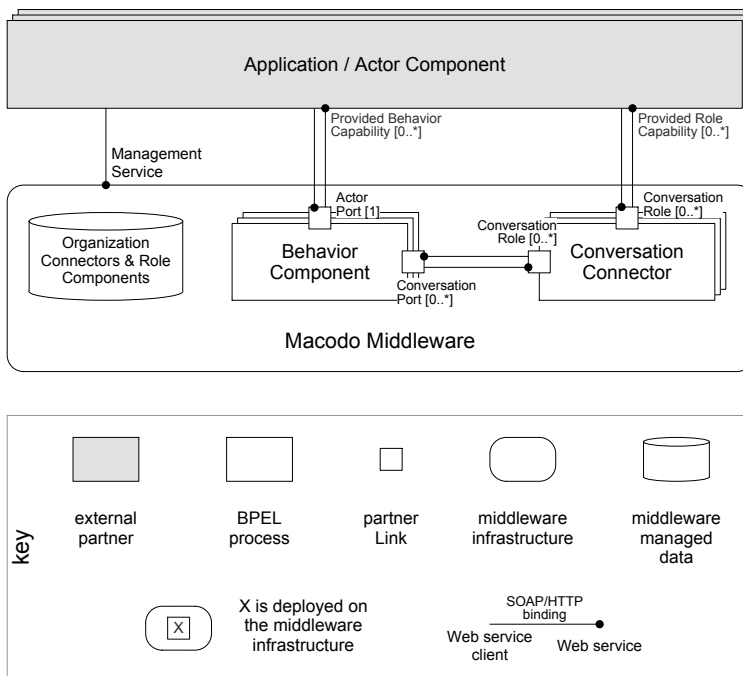 Application / Actor Component
Provided Behavior
Capability [0..*]
Provided Role
Capability [0..*]
Management
Service
Actor
Port [1]
Conversation
Role [0..*]
Organization
Connectors & Role
Components
Behavior
Component
Conversation
Role [0..*]
Conversation
Connector
Conversation
Port [0..*]
Macodo Middleware
key
external
partner
BPEL
process
partner
Link
middleware
infrastructure
middleware
managed
data
X
X is deployed on
the middleware
infrastructure
SOAP/HTTP
binding
Web service
client
Web service